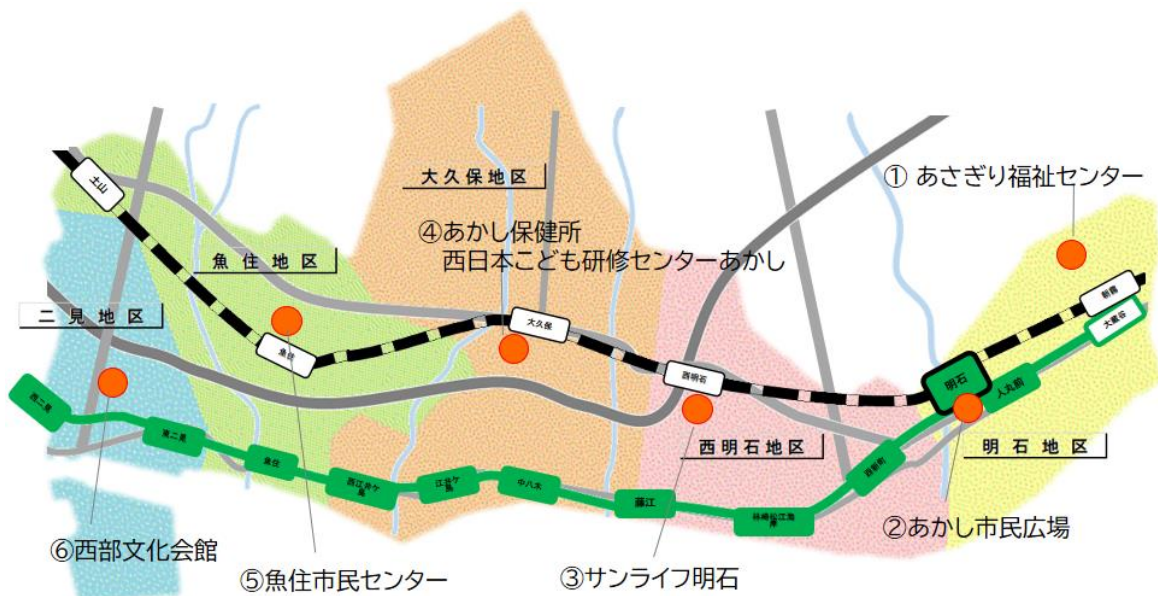 ① あさぎり福祉センター
大久保地区
④あかし保健所
西日本こども研修センターあかし
土山
魚住地区
二見地区
魚住
大久保
西明石
朝霧
大蔵谷
明石
人丸前
西明石地区
明石地区
西二見
東二見
魚住
西江井ケ島
江井ケ島
中八木
藤江
林崎松江海岸
西新町
②あかし市民広場
⑥西部文化会館
⑤魚住市民センター
③サンライフ明石